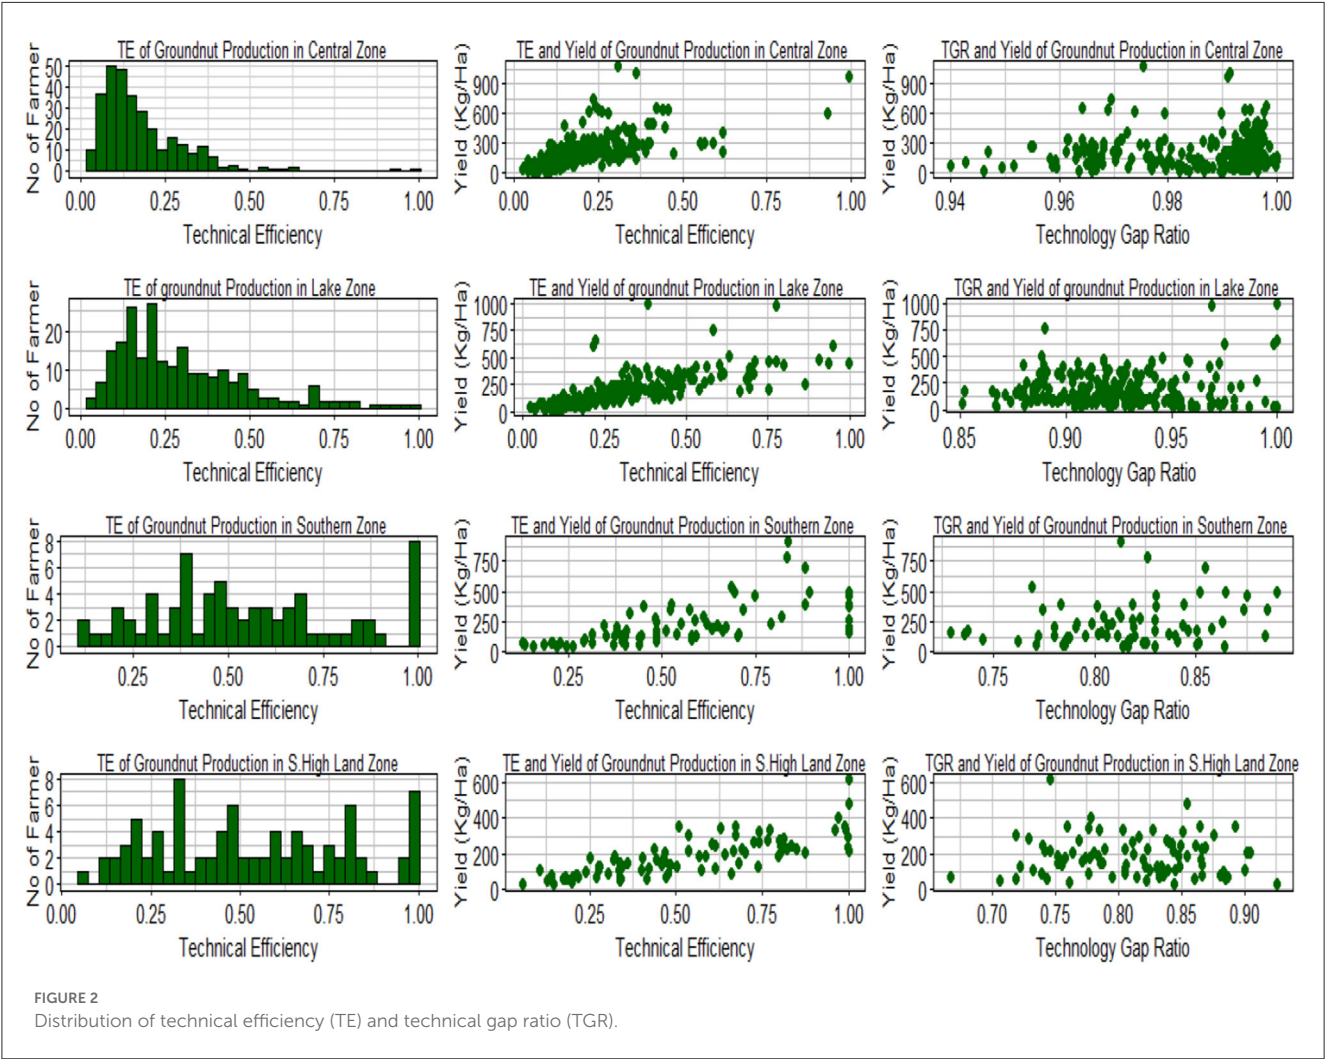 TE of Groundnut Production in Central Zone
No of Farmer
50
40
30
20
10
0
0.00 0.25 0.50 0.75 1.00
Technical Efficiency
TE and Yield of Groundnut Production in Central Zone
Yield (Kg/Ha)
900
600
300
0
0.00 0.25 0.50 0.75 1.00
Technical Efficiency
TGR and Yield of Groundnut Production in Central Zone
Yield (Kg/Ha)
900
600
300
0
0.94 0.96 0.98 1.00
Technology Gap Ratio
TE of groundnut Production in Lake Zone
No of Farmer
20
10
0
0.00 0.25 0.50 0.75 1.00
Technical Efficiency
TE and Yield of groundnut Production in Lake Zone
Yield (Kg/Ha)
1000
750
500
250
0
0.00 0.25 0.50 0.75 1.00
Technical Efficiency
TGR and Yield of groundnut Production in Lake Zone
Yield (Kg/Ha)
1000
750
500
250
0
0.85 0.90 0.95 1.00
Technology Gap Ratio
TE of Groundnut Production in Southern Zone
No of Farmer
8
6
4
2
0
0.25 0.50 0.75 1.00
Technical Efficiency
TE and Yield of Groundnut Production in Southern Zone
Yield (Kg/Ha)
750
500
250
0
0.25 0.50 0.75 1.00
Technical Efficiency
TGR and Yield of Groundnut Production in Southern Zone
Yield (Kg/Ha)
750
500
250
0
0.75 0.80 0.85
Technology Gap Ratio
TE of Groundnut Production in S.High Land Zone
No of Farmer
8
6
4
2
0
0.00 0.25 0.50 0.75 1.00
Technical Efficiency
TE and Yield of Groundnut Production in S.High Land Zone
Yield (Kg/Ha)
600
400
200
0
0.25 0.50 0.75 1.00
Technical Efficiency
TGR and Yield of Groundnut Production in S.High Land Zone
Yield (Kg/Ha)
600
400
200
0
0.70 0.75 0.80 0.85 0.90
Technology Gap Ratio
FIGURE 2
Distribution of technical efficiency (TE) and technical gap ratio (TGR).